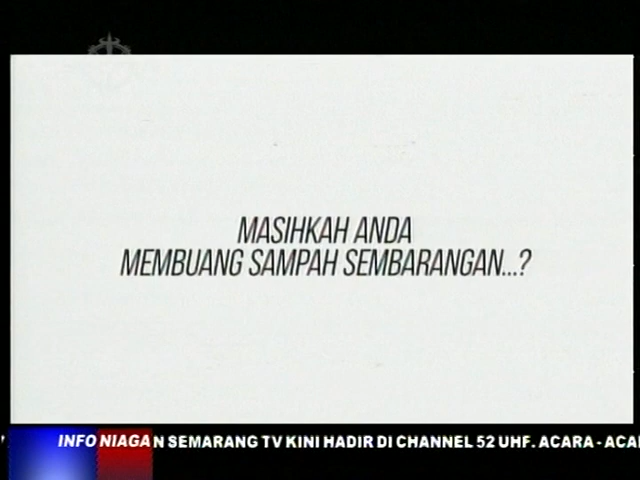 MASIHKAH ANDA
MEMBUANG SAMPAH SEMBARANGAN...?
INFO NIAGA N SEMARANG TV KINI HADIR DI CHANNEL 52 UHF. ACARA - ACA